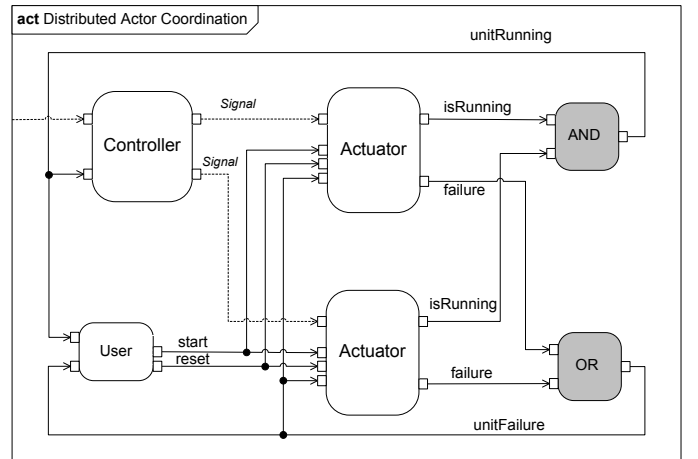 act Distributed Actor Coordination
unitRunning
Signal
isRunning
Controller
Actuator
AND
Signal
failure
isRunning
User
start
reset
Actuator
OR
failure
unitFailure